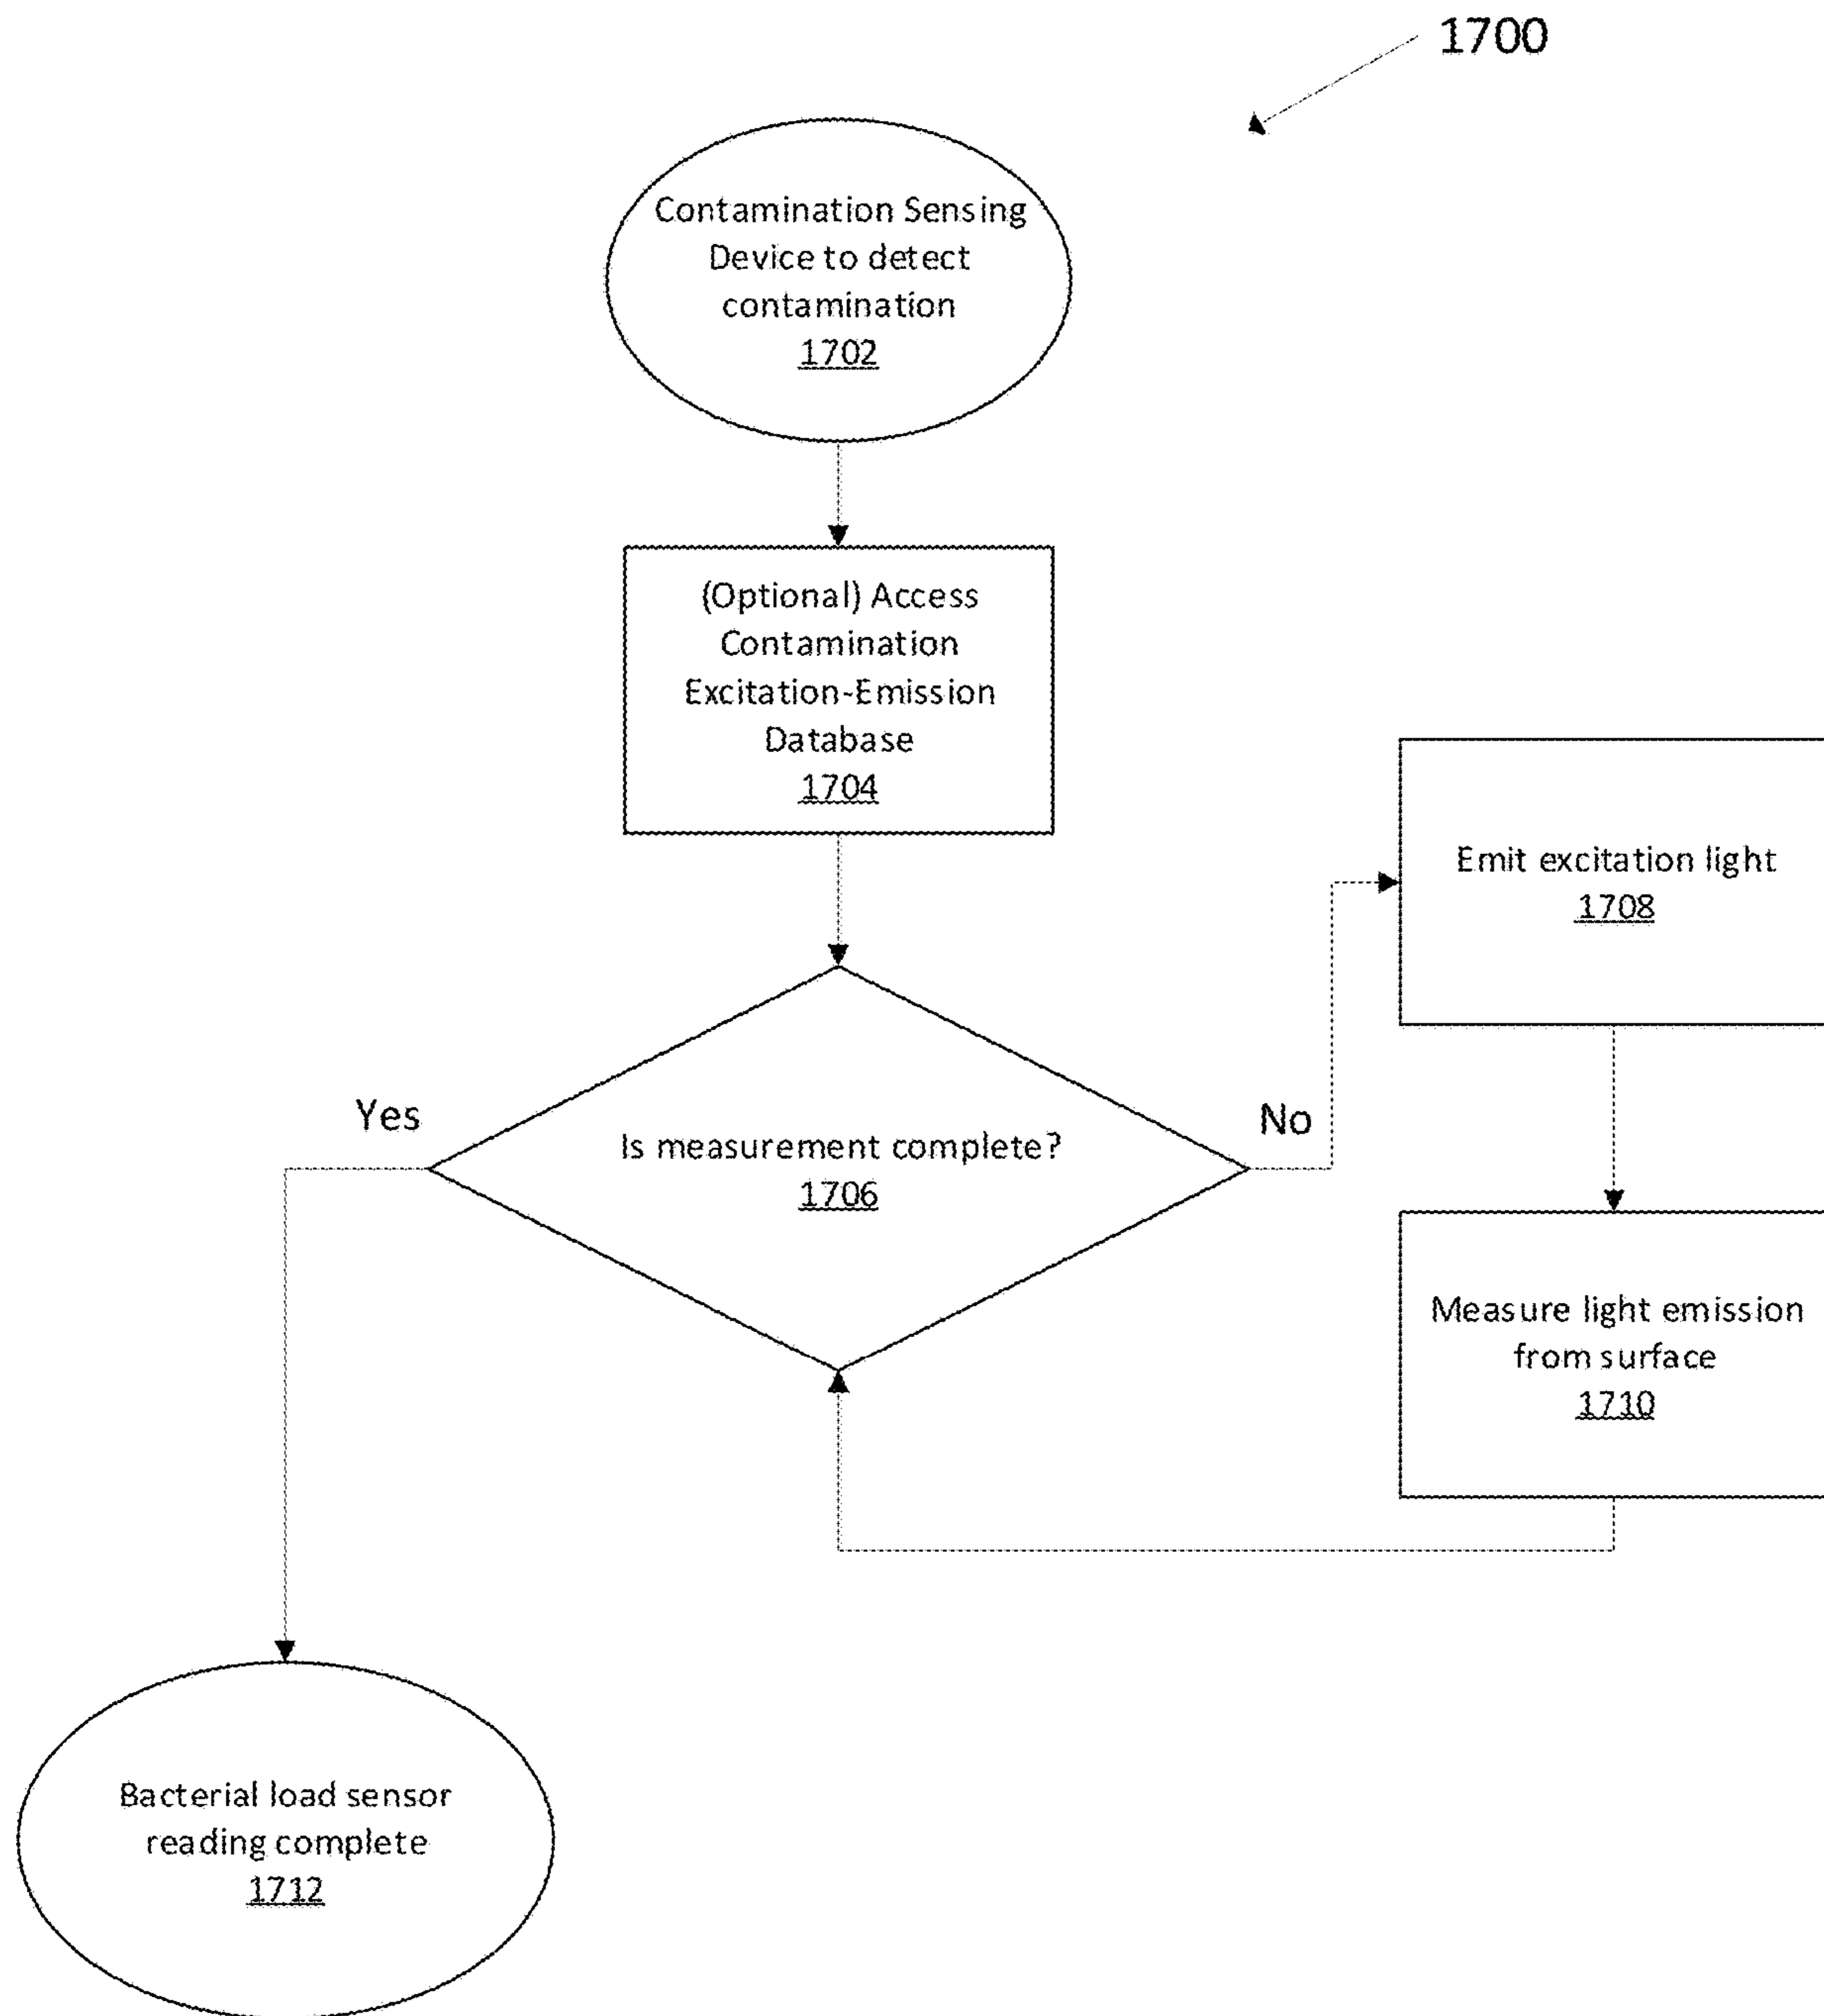 1700
Contamination Sensing
Device to detect
contamination
1702
(Optional) Access
Contamination
Excitation-Emission
Database
1704
Emit excitation light
1708
Yes
No
Is measurement complete?
1706
Measure light emission
from surface
1710
Bacterial load sensor
reading complete
1712